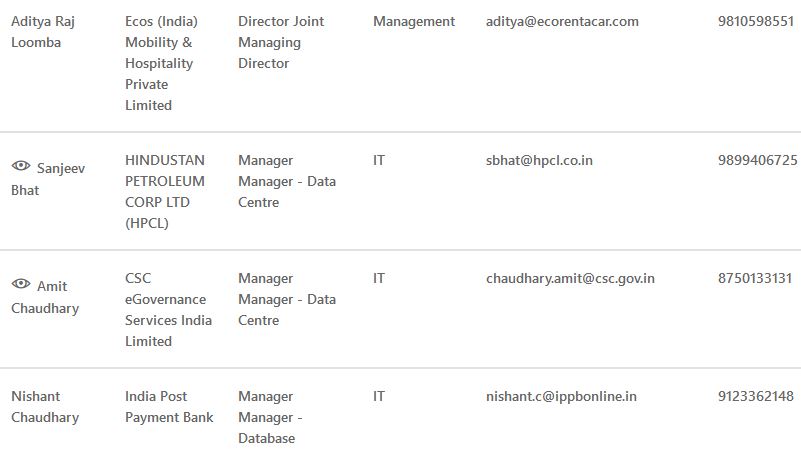 Aditya Raj Ecos (India) Director Joint Management aditya@ecorentacar.com 9810598551
Loomba Mobility & Managing
Hospitality Director
Private
Limited
Sanjeev HINDUSTAN Manager IT sbhat@hpcl.co.in 9899406725
Bhat PETROLEUM Manager - Data
CORP LTD Centre
(HPCL)
Amit CSC Manager IT chaudhary.amit@csc.gov.in 8750133131
Chaudhary eGovernance Manager - Data
Services India Centre
Limited
Nishant India Post Manager IT nishant.c@ippbonline.in 9123362148
Chaudhary Payment Bank Manager -
Database